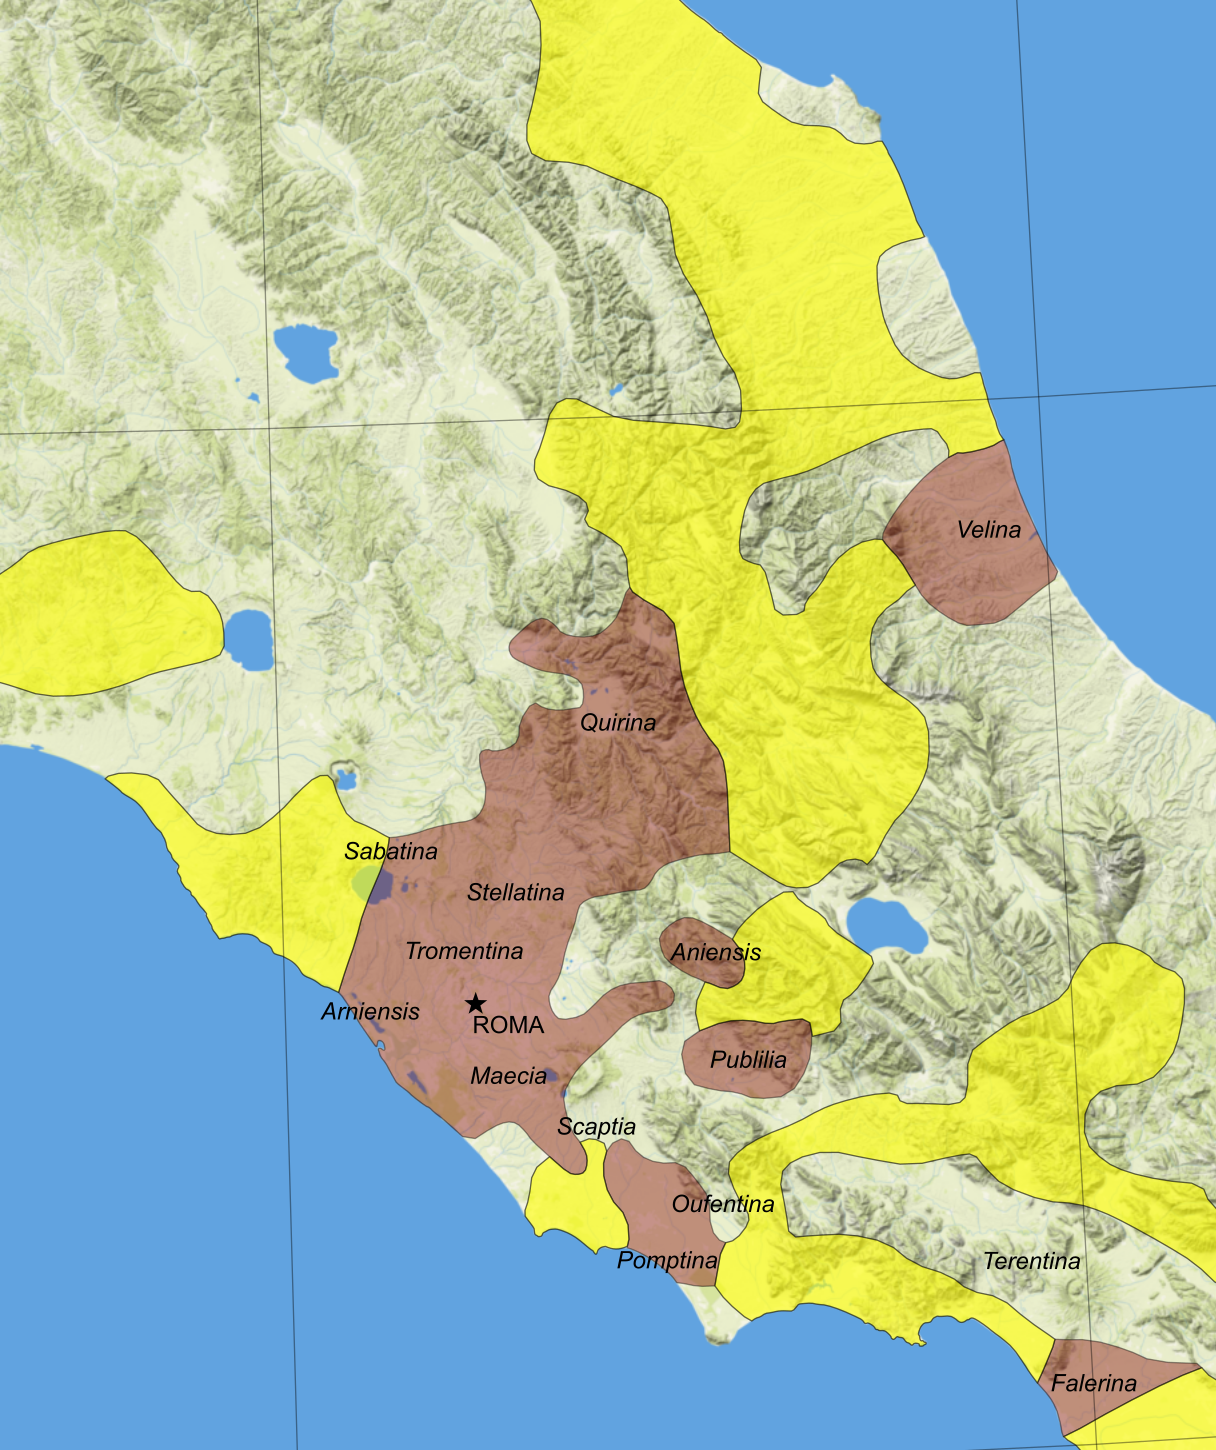 Velina
Quirina
Sabatina
Stellatina
Tromentina
Aniensis
Arniensis
ROMA
Publilia
Maecia
Scaptia
Oufentina
Pomptina
Terentina
Falerina